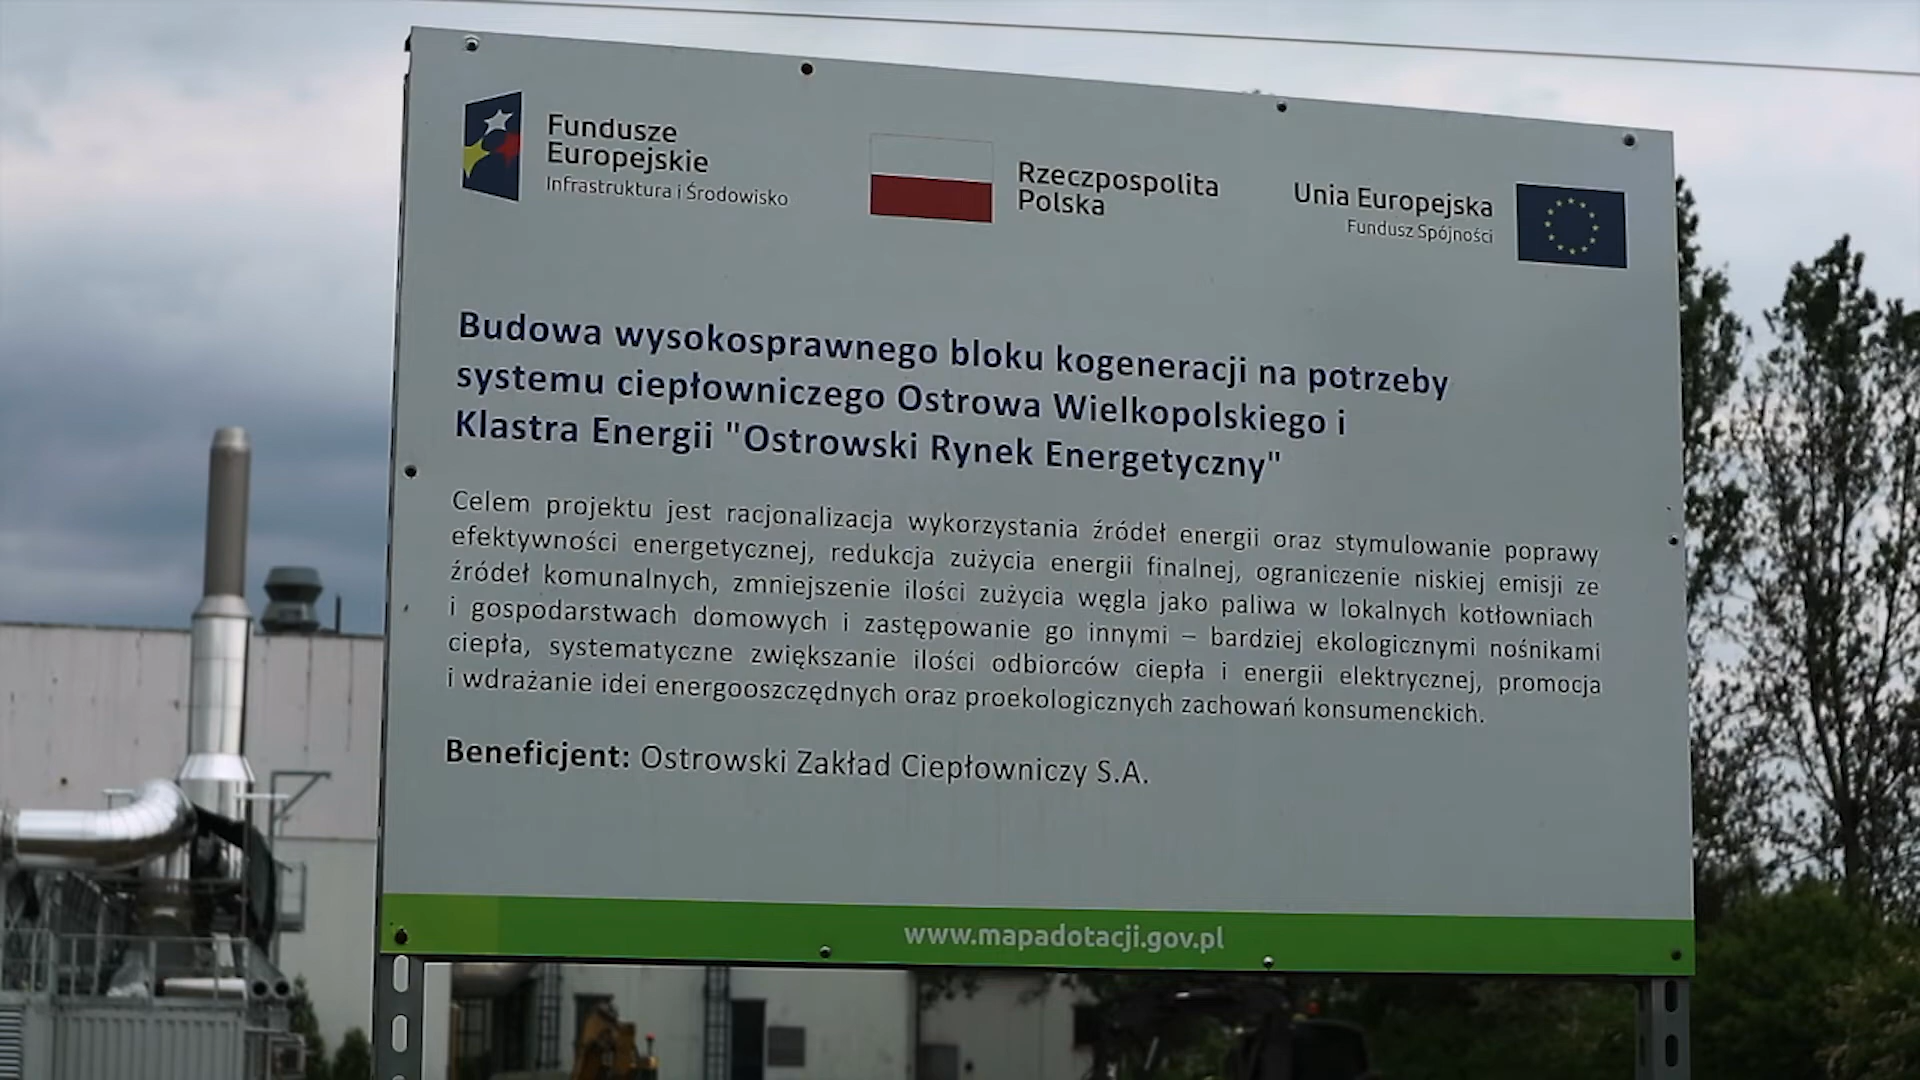 Fundusze
Europejskie
Infrastruktura i Środowisko
Rzeczpospolita
Polska
Unia Europejska
Fundusz Spójności
Budowa wysokosprawnego bloku kogeneracji na potrzeby
systemu ciepłowniczego Ostrowa Wielkopolskiego i
Klastra Energii "Ostrowski Rynek Energetyczny"
Celem projektu jest racjonalizacja wykorzystania źródeł energii oraz stymulowanie poprawy
efektywności energetycznej, redukcja zużycia energii finalnej, ograniczenie niskiej emisji ze
źródeł komunalnych, zmniejszenie ilości zużycia węgla jako paliwa w lokalnych kotłowniach
i gospodarstwach domowych i zastępowanie go innymi – bardziej ekologicznymi nośnikami
ciepła, systematyczne zwiększanie ilości odbiorców ciepła i energii elektrycznej, promocja
i wdrażanie idei energooszczędnych oraz proekologicznych zachowań konsumenckich.
Beneficjent: Ostrowski Zakład Ciepłowniczy S.A.
www.mapadotacji.gov.pl